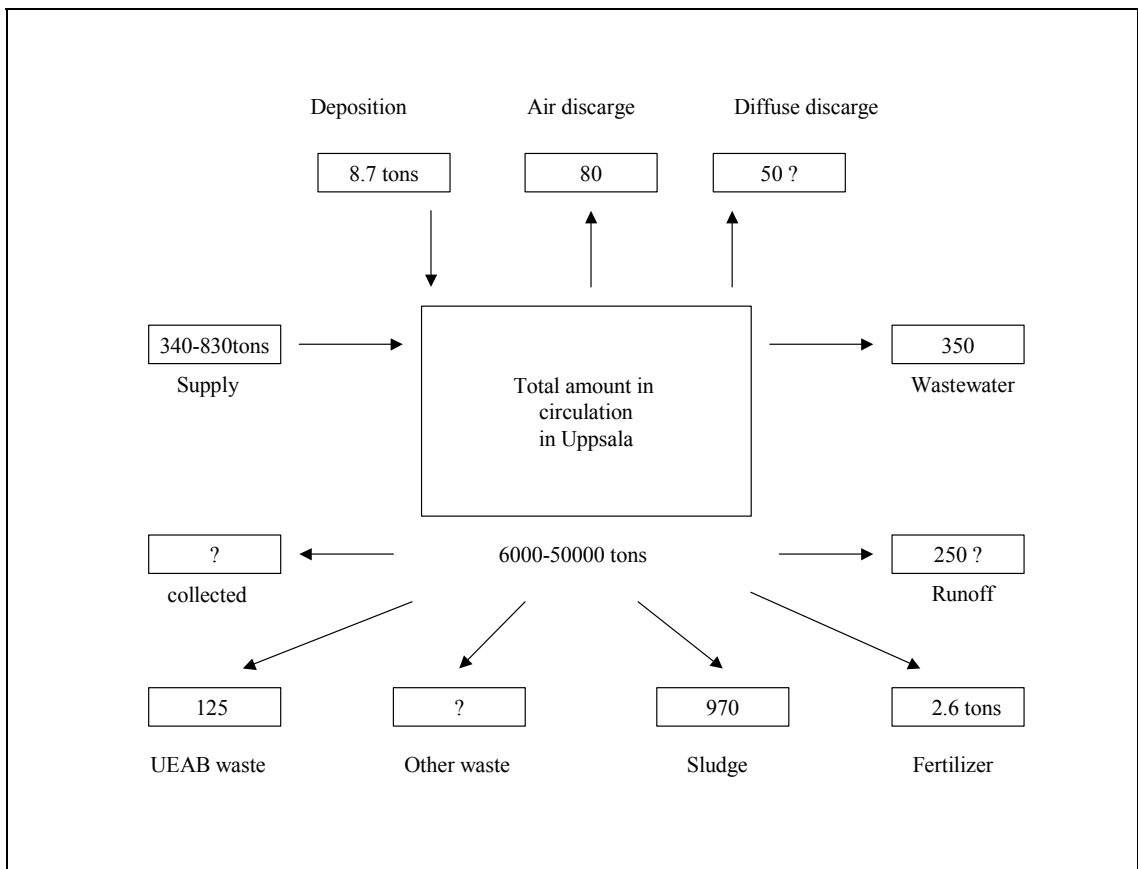 Deposition
Air discarge
Diffuse discarge
8.7 tons
80
50 ?
340-830tons
Supply
Total amount in
circulation
in Uppsala
350
Wastewater
?
collected
6000-50000 tons
250 ?
Runoff
125
?
970
2.6 tons
UEAB waste
Other waste
Sludge
Fertilizer